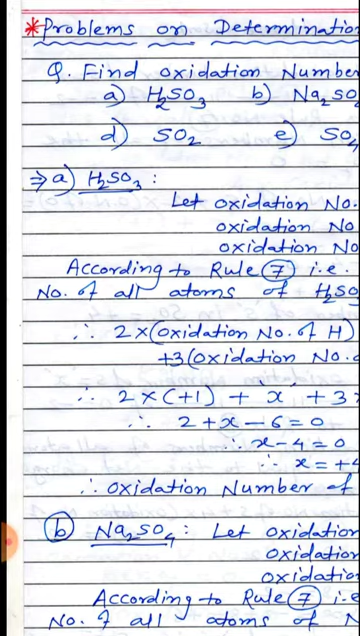 *Problems on Determinatio
Q. Find oxidation Number
a) H2SO3 b) Na2SO
d) SO2 e) SO4
⇒ a) H2SO3 :
Let oxidation No.
oxidation No
oxidation No
According to Rule 7 i.e.
No. of all atoms of H2SO
∴ 2×(oxidation No. of H)
+3(oxidation No.
∴ 2×(+1) + x + 3
∴ 2+x-6=0
∴ x-4=0
∴ x=+4
∴ oxidation Number of
b) Na2SO4: Let oxidation
oxidation
oxidatio
According to Rule 7 i.e
No. of all atoms of